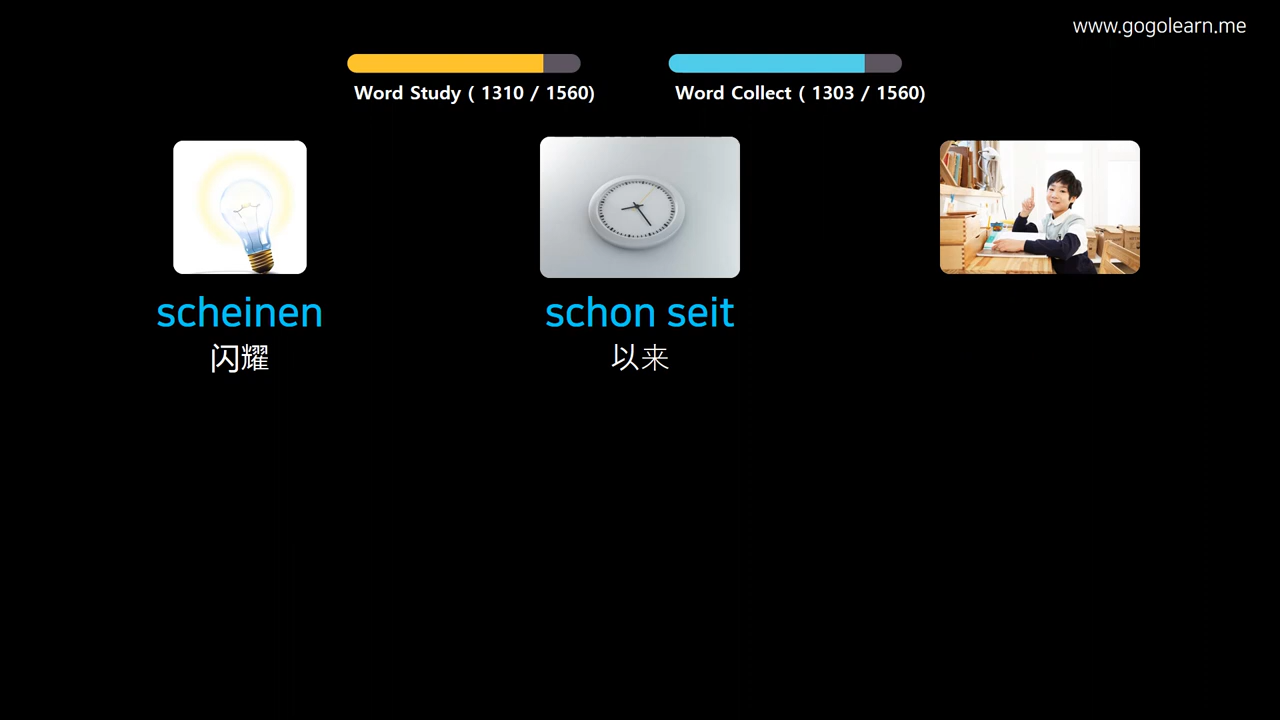 www.gogolearn.me
Word Study ( 1310 / 1560)
Word Collect ( 1303 / 1560)
scheinen
schon seit
闪耀
以来